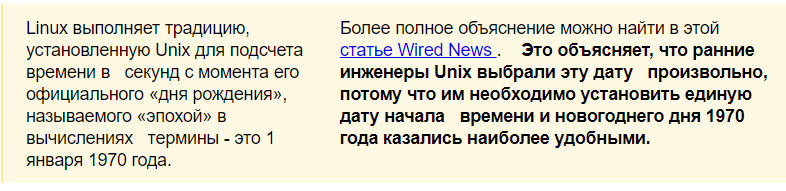 Linux выполняет традицию,
установленную Unix для подсчета
времени в секунд с момента его
официального «дня рождения»,
называемого «эпохой» в
вычислениях термины - это 1
января 1970 года.
Более полное объяснение можно найти в этой
статье Wired News . Это объясняет, что ранние
инженеры Unix выбрали эту дату произвольно,
потому что им необходимо установить единую
дату начала времени и новогоднего дня 1970
года казались наиболее удобными.